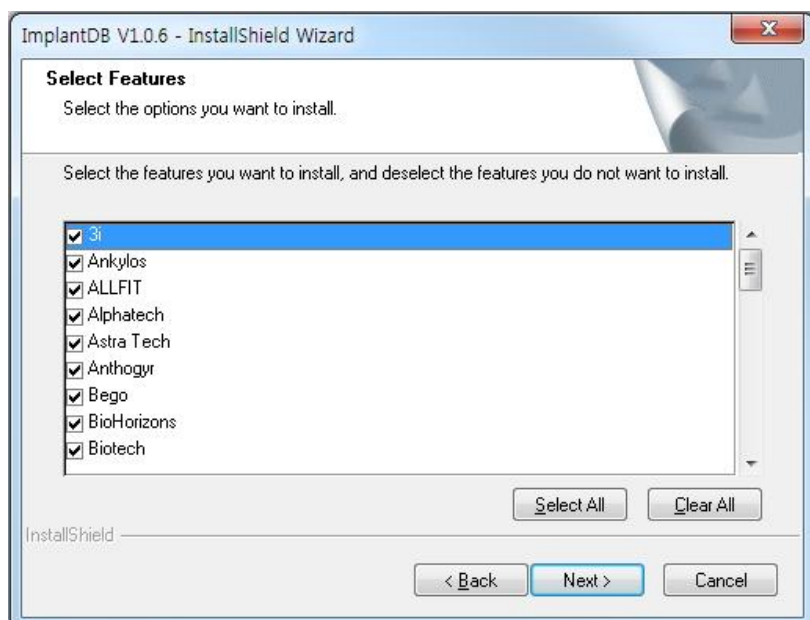 ImplantDB V1.0.6 - InstallShield Wizard
Select Features
Select the options you want to install.
Select the features you want to install, and deselect the features you do not want to install.
3i
Ankylos
ALLFIT
Alphatech
Astra Tech
Anthogyr
Bego
BioHorizons
Biotech
Select All
Clear All
InstallShield
< Back
Next >
Cancel